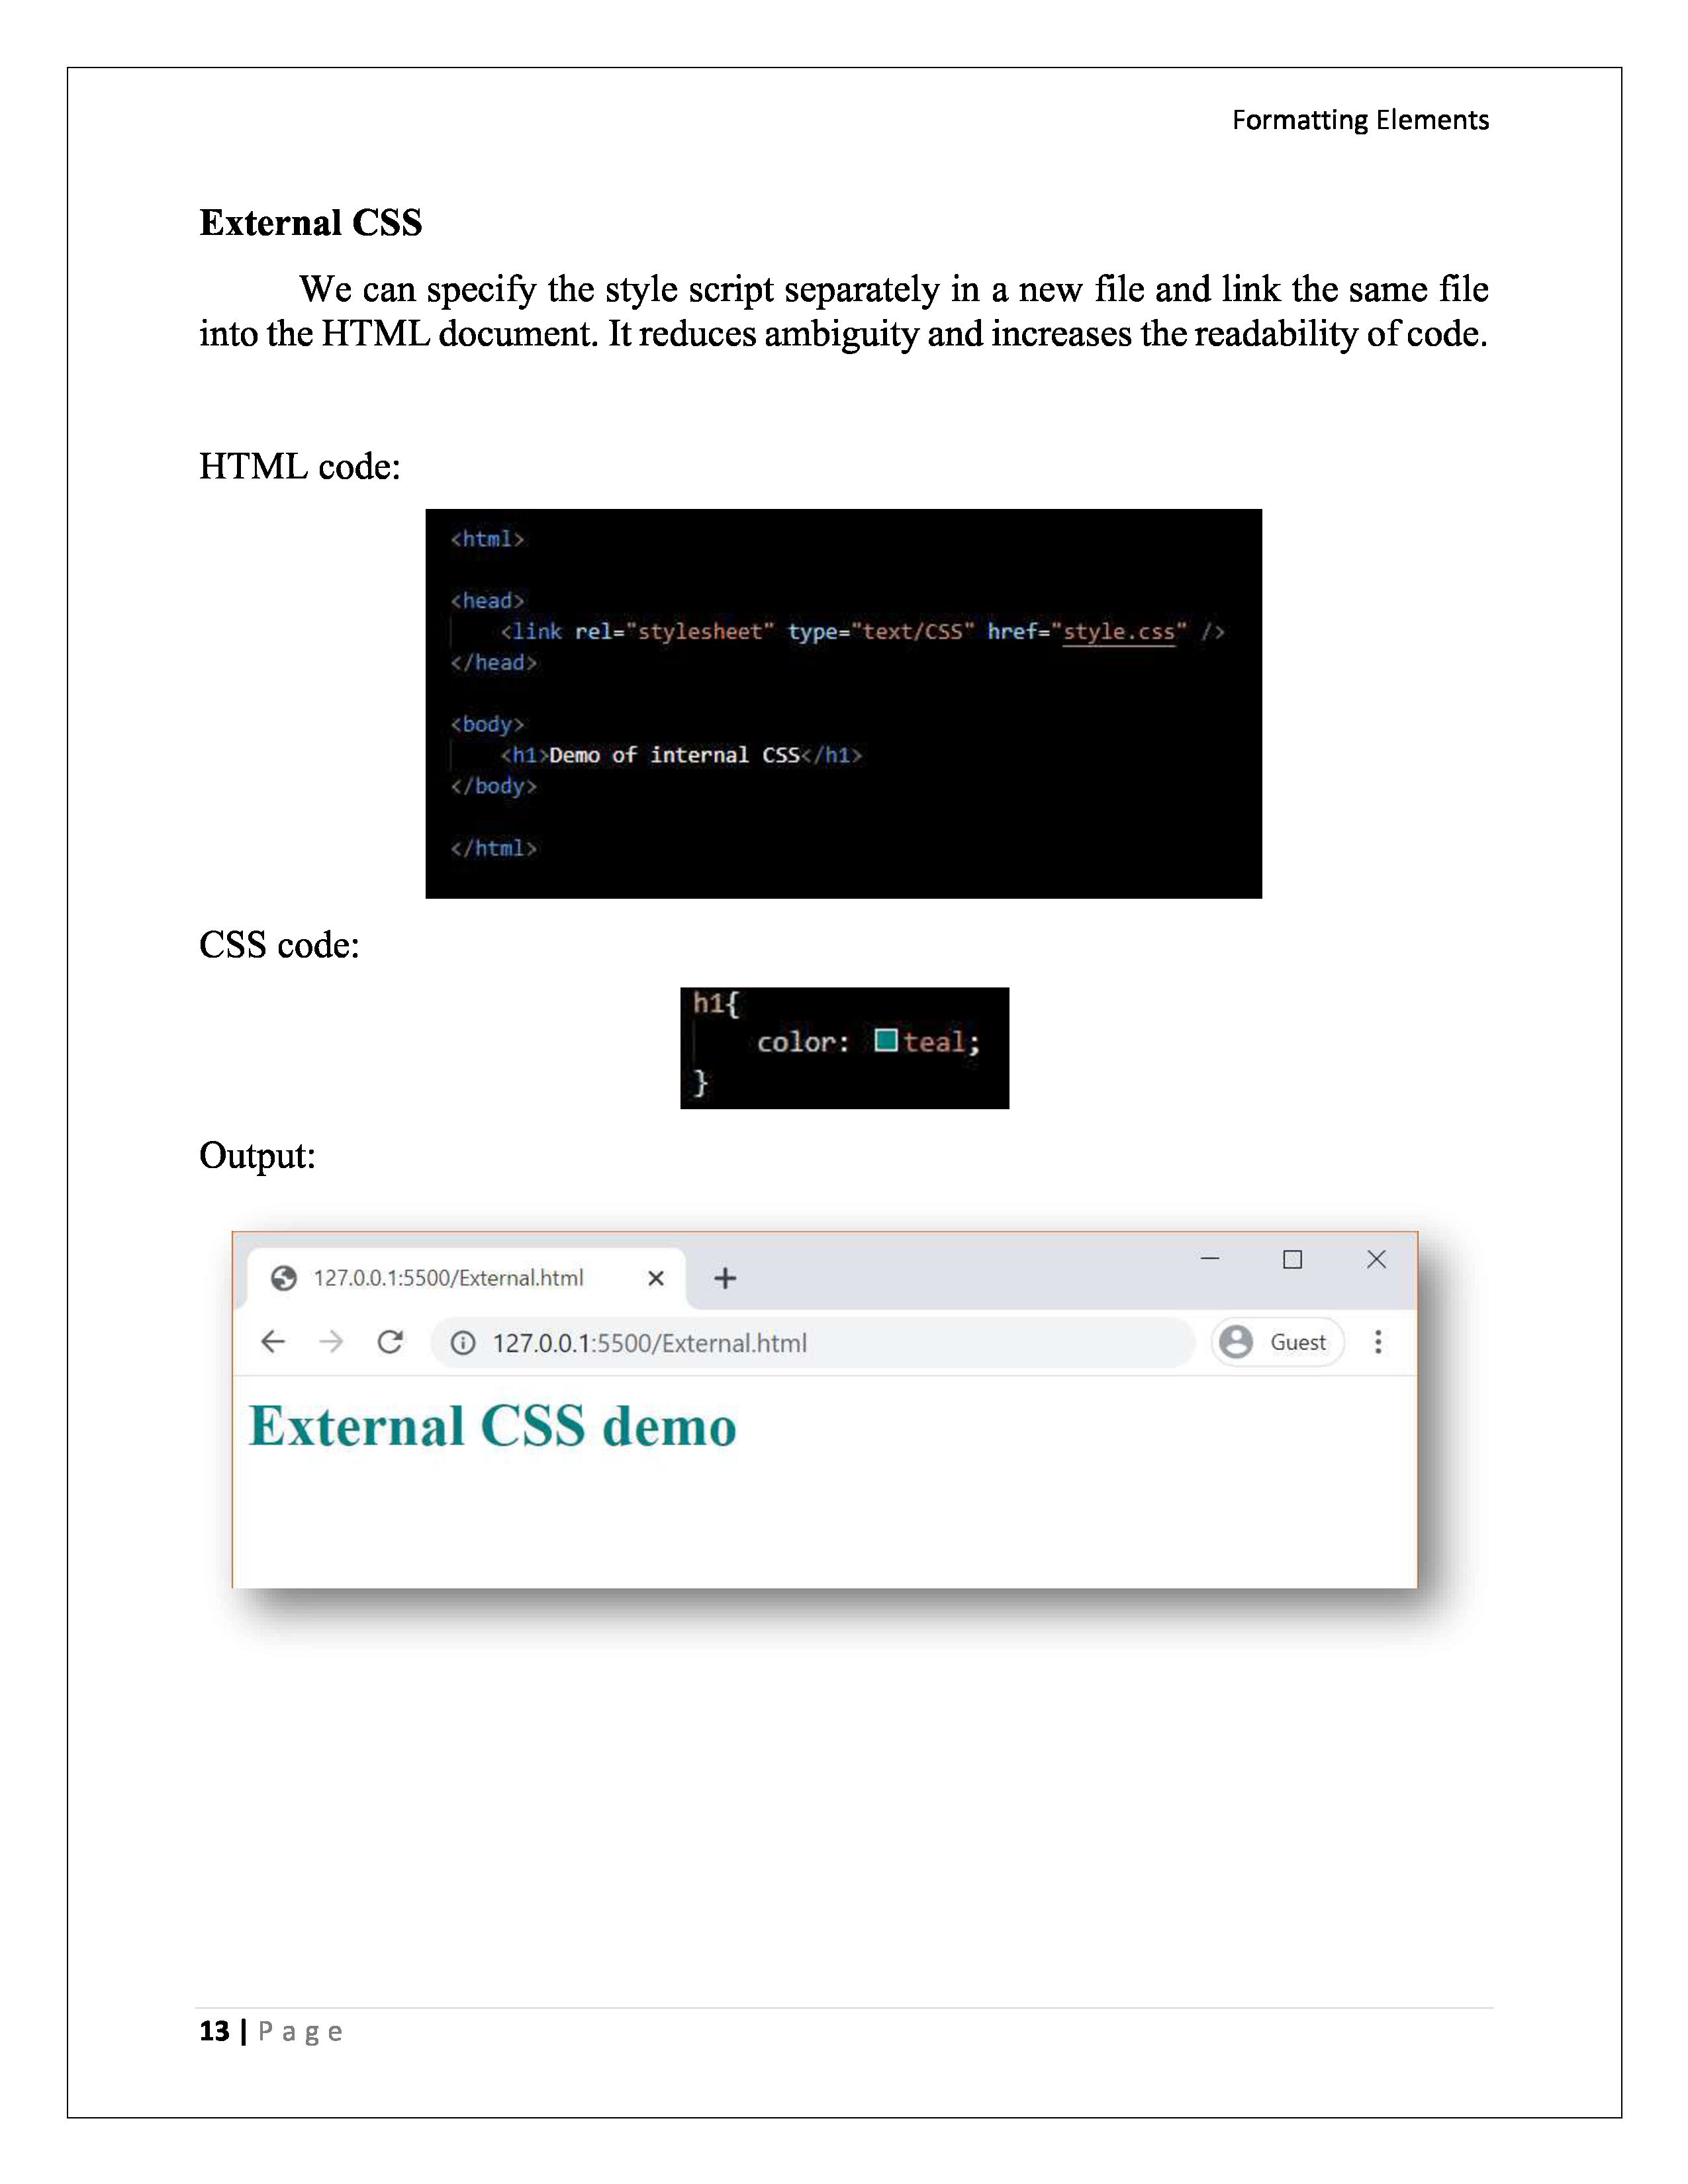 Formatting Elements
External CSS
We can specify the style script separately in a new file and link the same file
into the HTML document. It reduces ambiguity and increases the readability of code.
HTML code:
<html>
<head>
<link rel="stylesheet" type="text/CSS" href="style.css" />
</head>
<body>
<h1>Demo of internal CSS</h1>
</body>
</html>
CSS code:
h1{
color: teal;
}
Output:
127.0.0.1:5500/External.html
127.0.0.1:5500/External.html Guest
External CSS demo
13 | Page